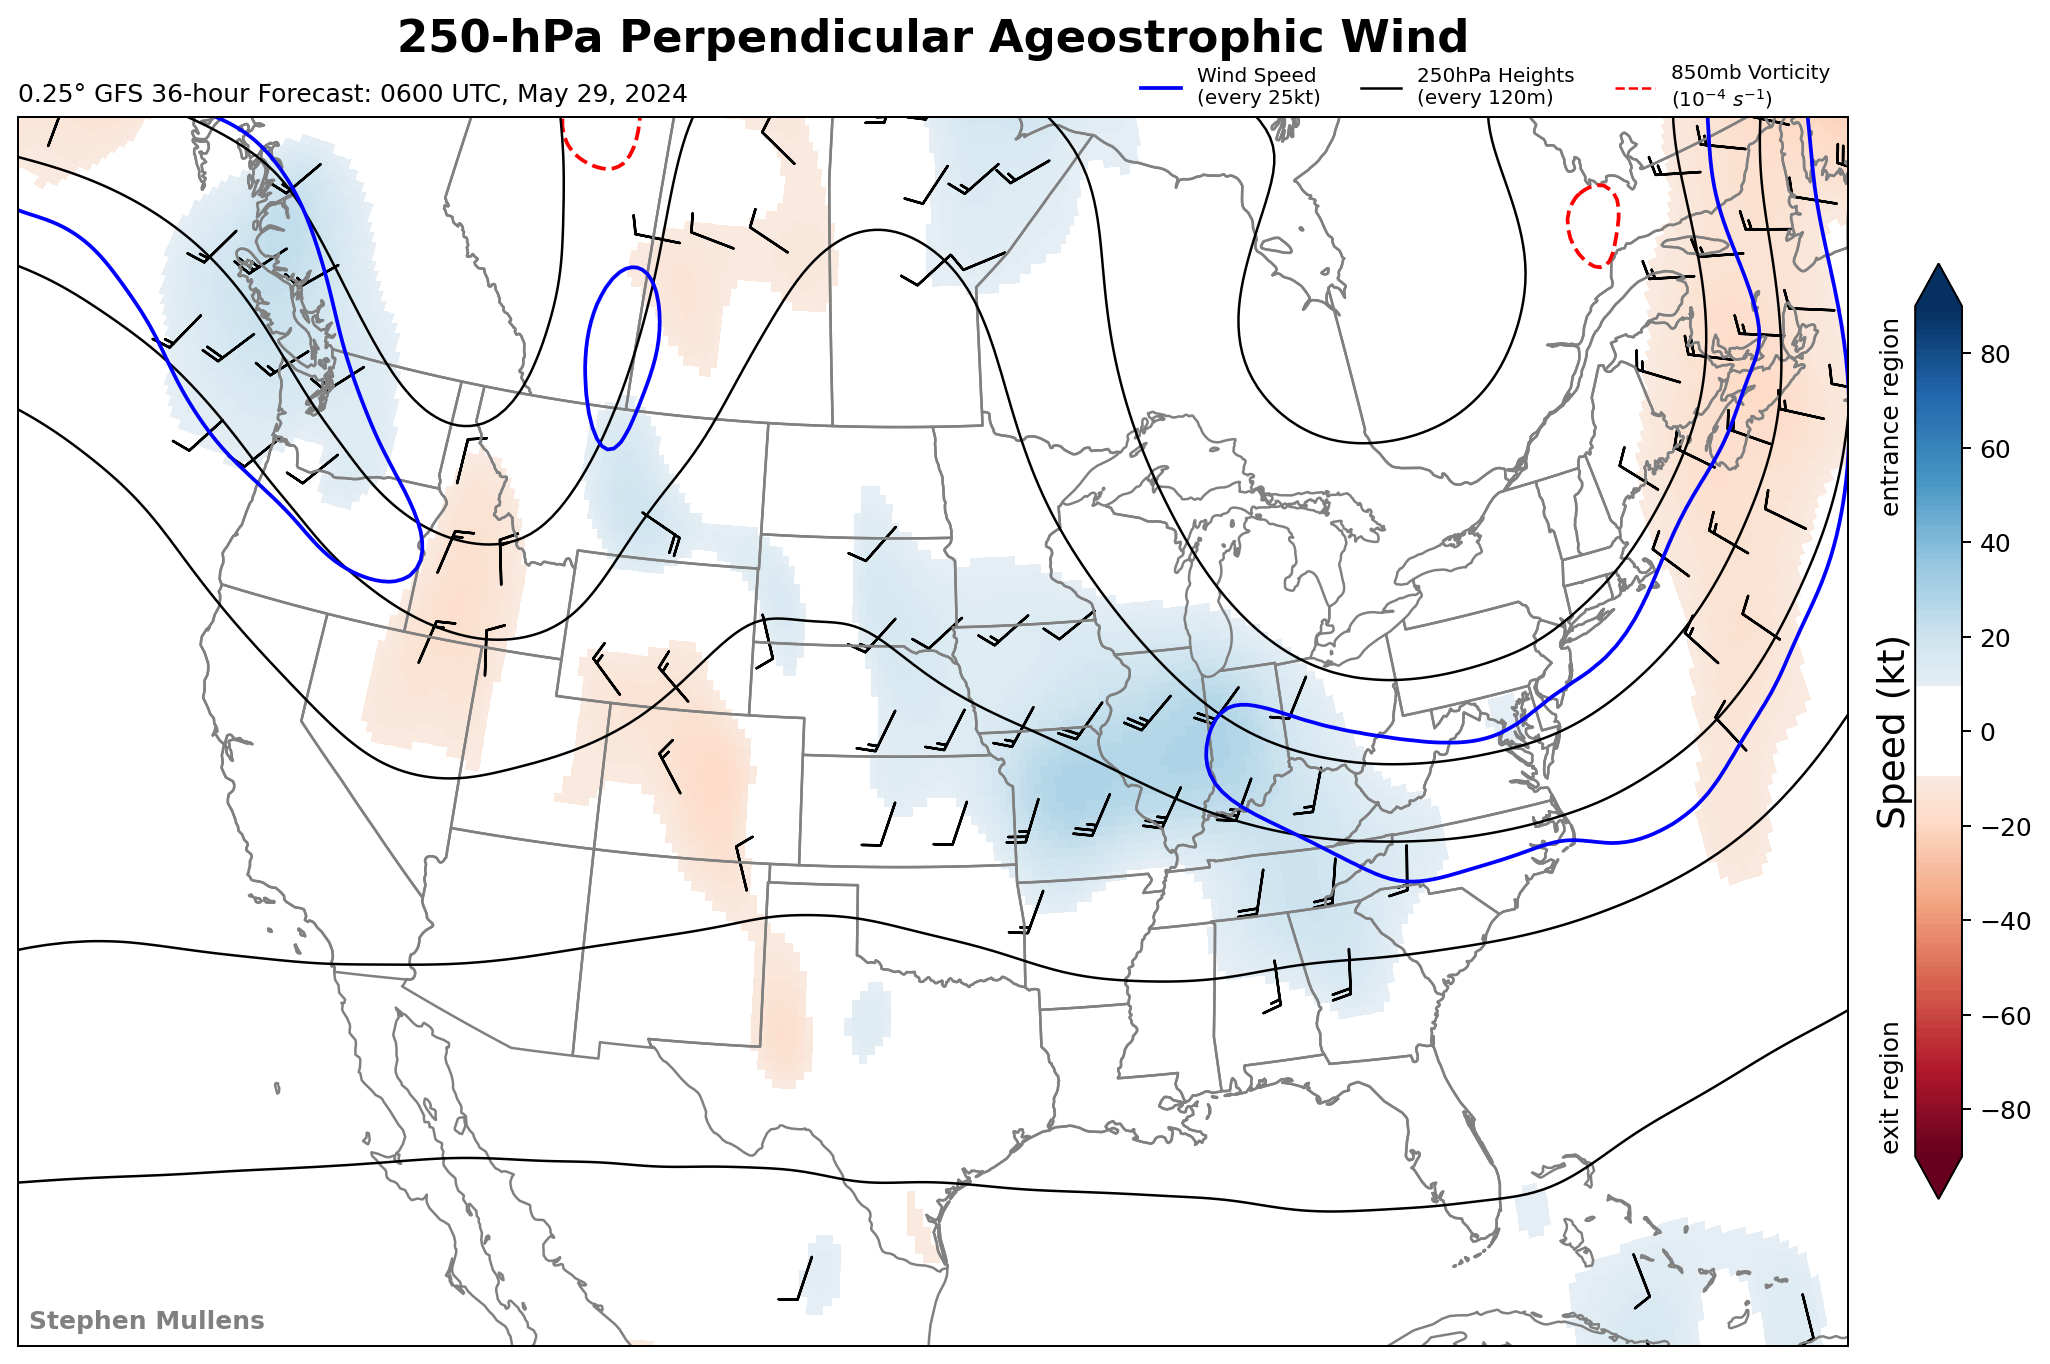 250-hPa Perpendicular Ageostrophic Wind
0.25° GFS 36-hour Forecast: 0600 UTC, May 29, 2024
Wind Speed
(every 25kt)
250hPa Heights
(every 120m)
850mb Vorticity
(10⁻⁴ s⁻¹)
entrance region
Speed (kt)
exit region
80
60
40
20
0
−20
−40
−60
−80
Stephen Mullens